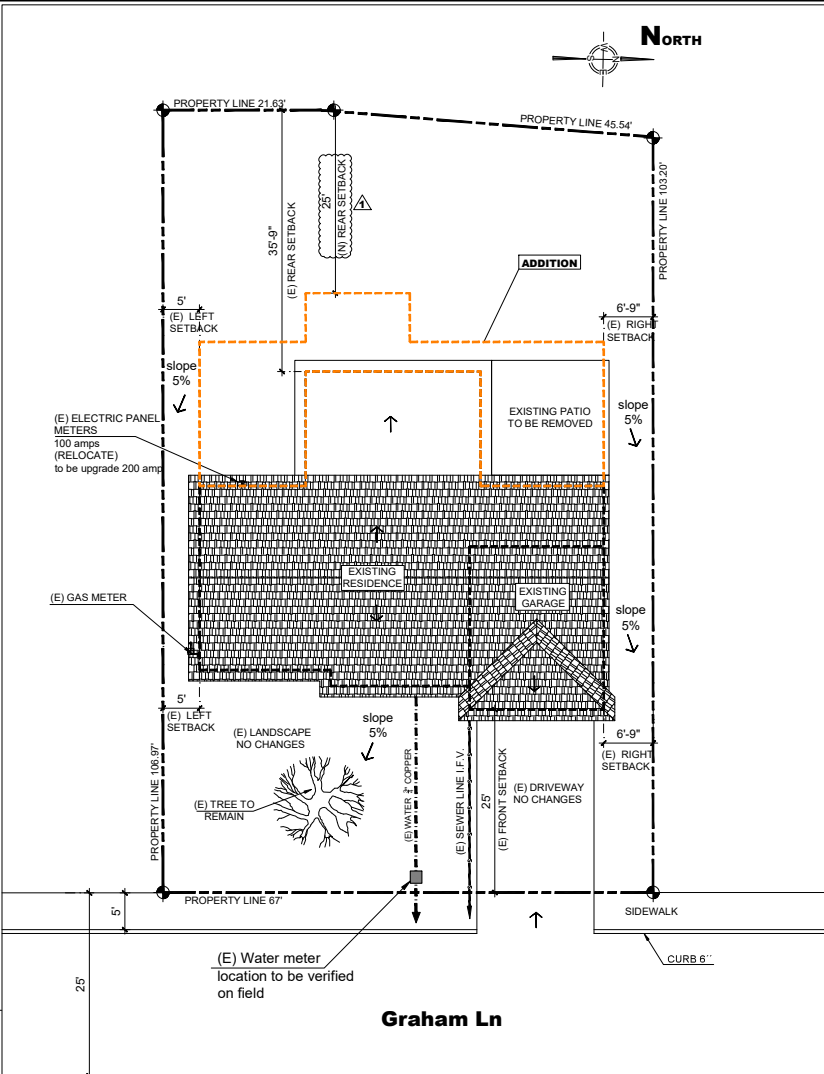 NORTH
N
S
W
E
PROPERTY LINE 21.63'
PROPERTY LINE 45.54'
PROPERTY LINE 103.20'
25'
(N) REAR SETBACK
1
35'-9"
(E) REAR SETBACK
ADDITION
5'
(E) LEFT
SETBACK
6'-9"
(E) RIGHT
SETBACK
slope
5%
(E) ELECTRIC PANEL
METERS
100 amps
(RELOCATE)
to be upgrade 200 amp
EXISTING PATIO
TO BE REMOVED
slope
5%
EXISTING
RESIDENCE
EXISTING
GARAGE
(E) GAS METER
slope
5%
5'
(E) LEFT
SETBACK
(E) LANDSCAPE
NO CHANGES
slope
5%
6'-9"
(E) RIGHT
SETBACK
PROPERTY LINE 106.97'
(E) TREE TO
REMAIN
(E) WATER COPPER
(E) SEWER LINE I.F.V.
25'
(E) FRONT SETBACK
(E) DRIVEWAY
NO CHANGES
PROPERTY LINE 67'
5'
SIDEWALK
25'
(E) Water meter
location to be verified
on field
CURB 6''
Graham Ln